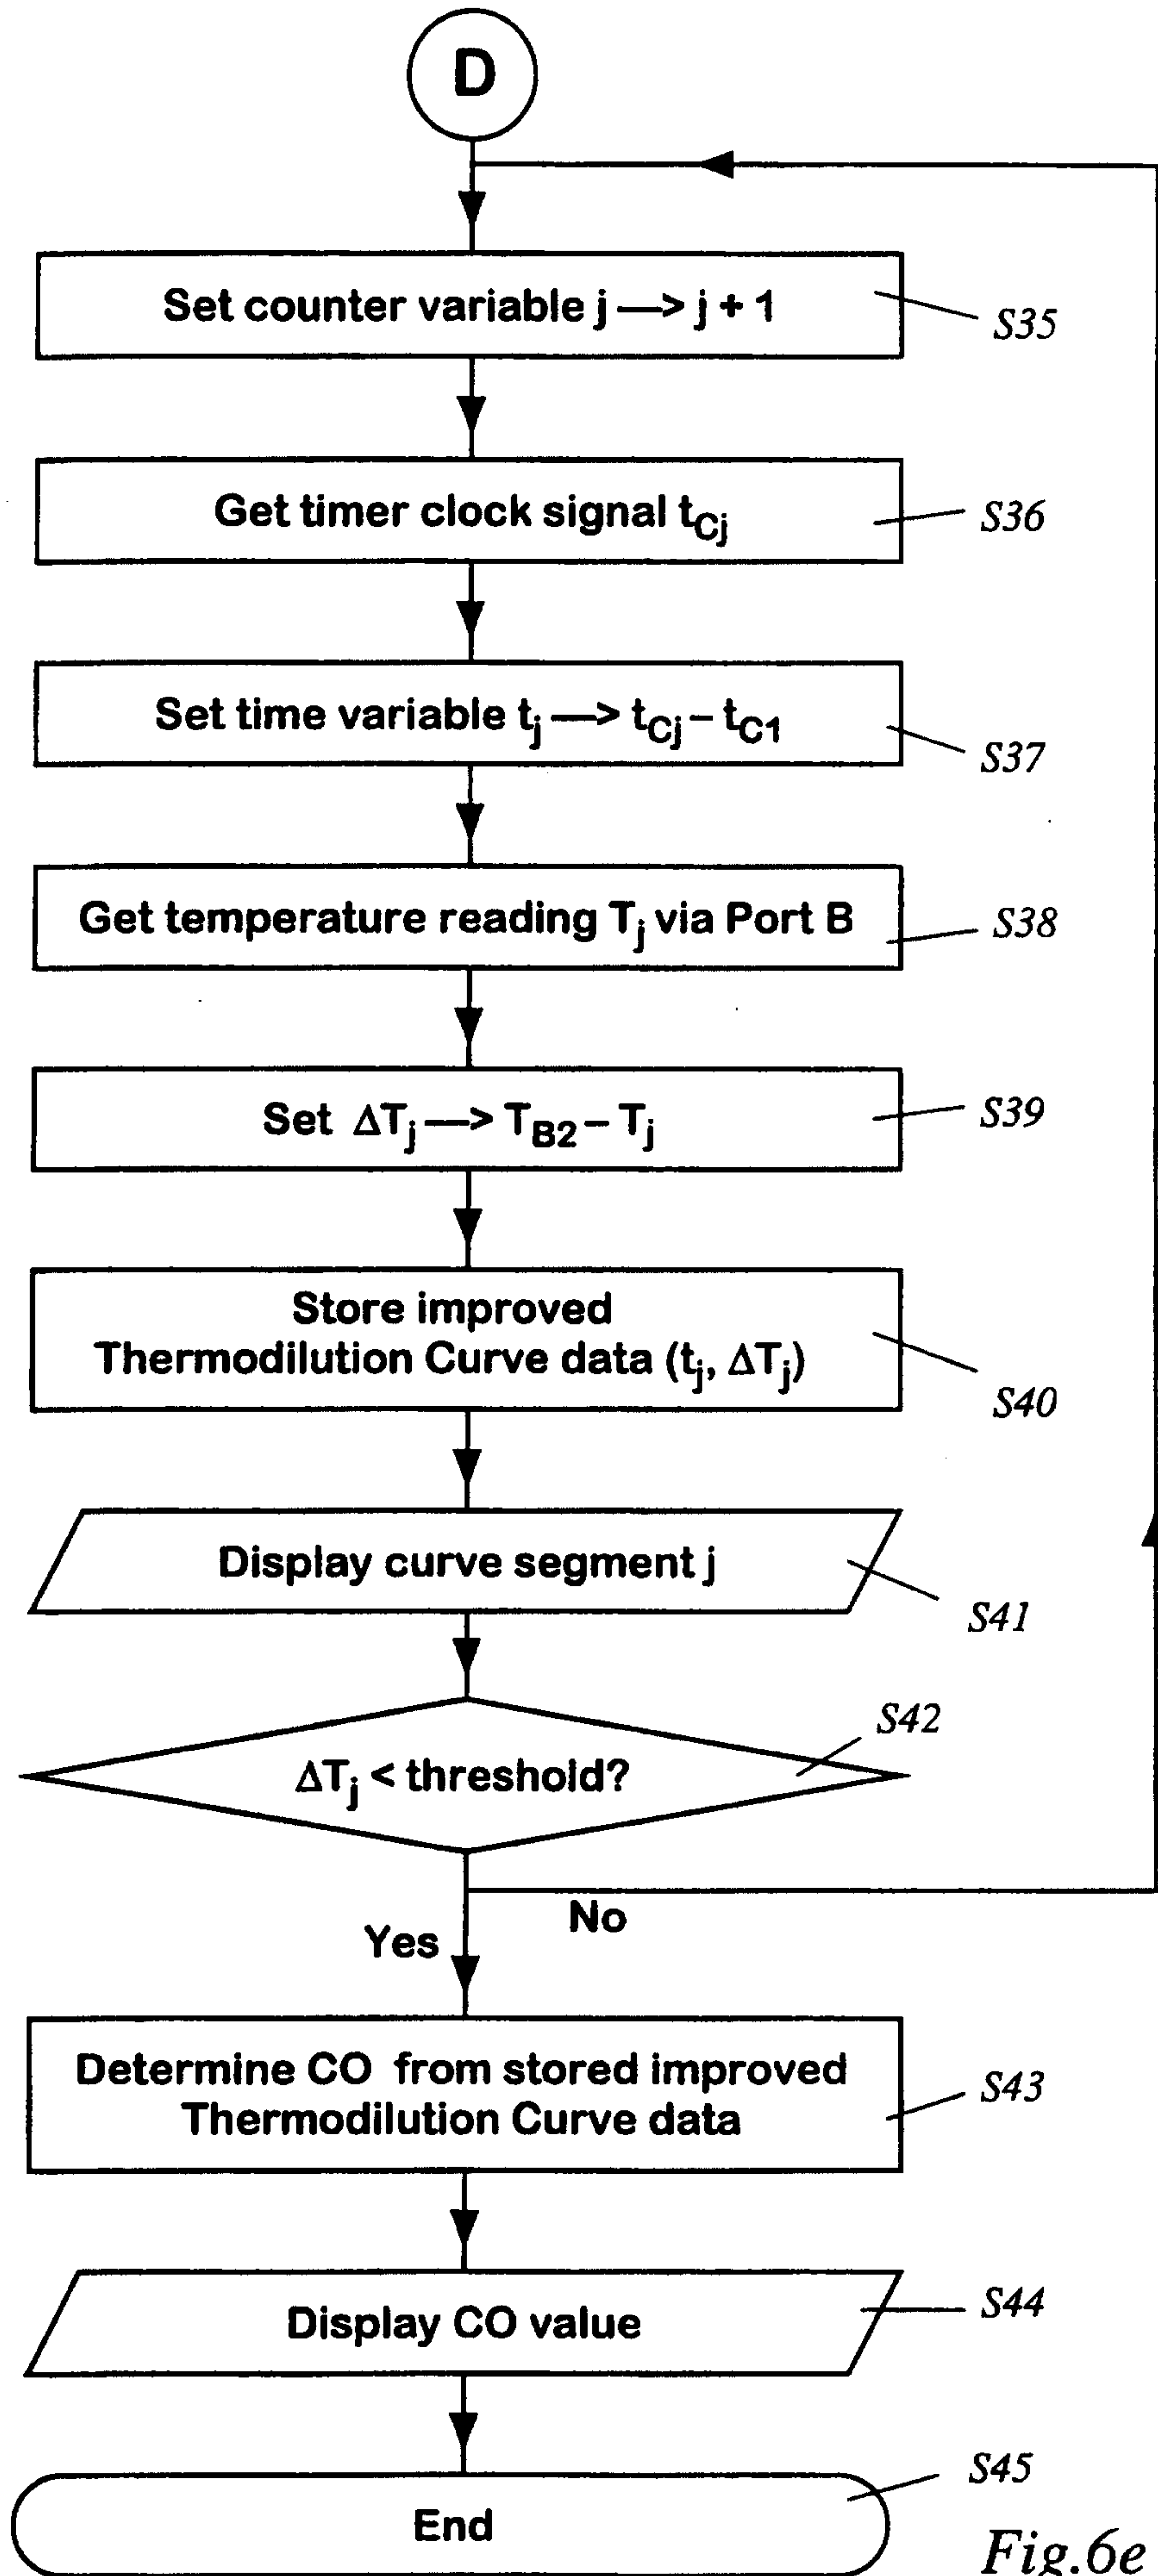 D
Set counter variable j —> j + 1
S35
Get timer clock signal tCj
S36
Set time variable tj —> tCj – tC1
S37
Get temperature reading Tj via Port B
S38
Set ΔTj —> TB2 – Tj
S39
Store improved
Thermodilution Curve data (tj, ΔTj)
S40
Display curve segment j
S41
S42
ΔTj < threshold?
No
Yes
Determine CO from stored improved
Thermodilution Curve data
S43
Display CO value
S44
S45
End
Fig.6e